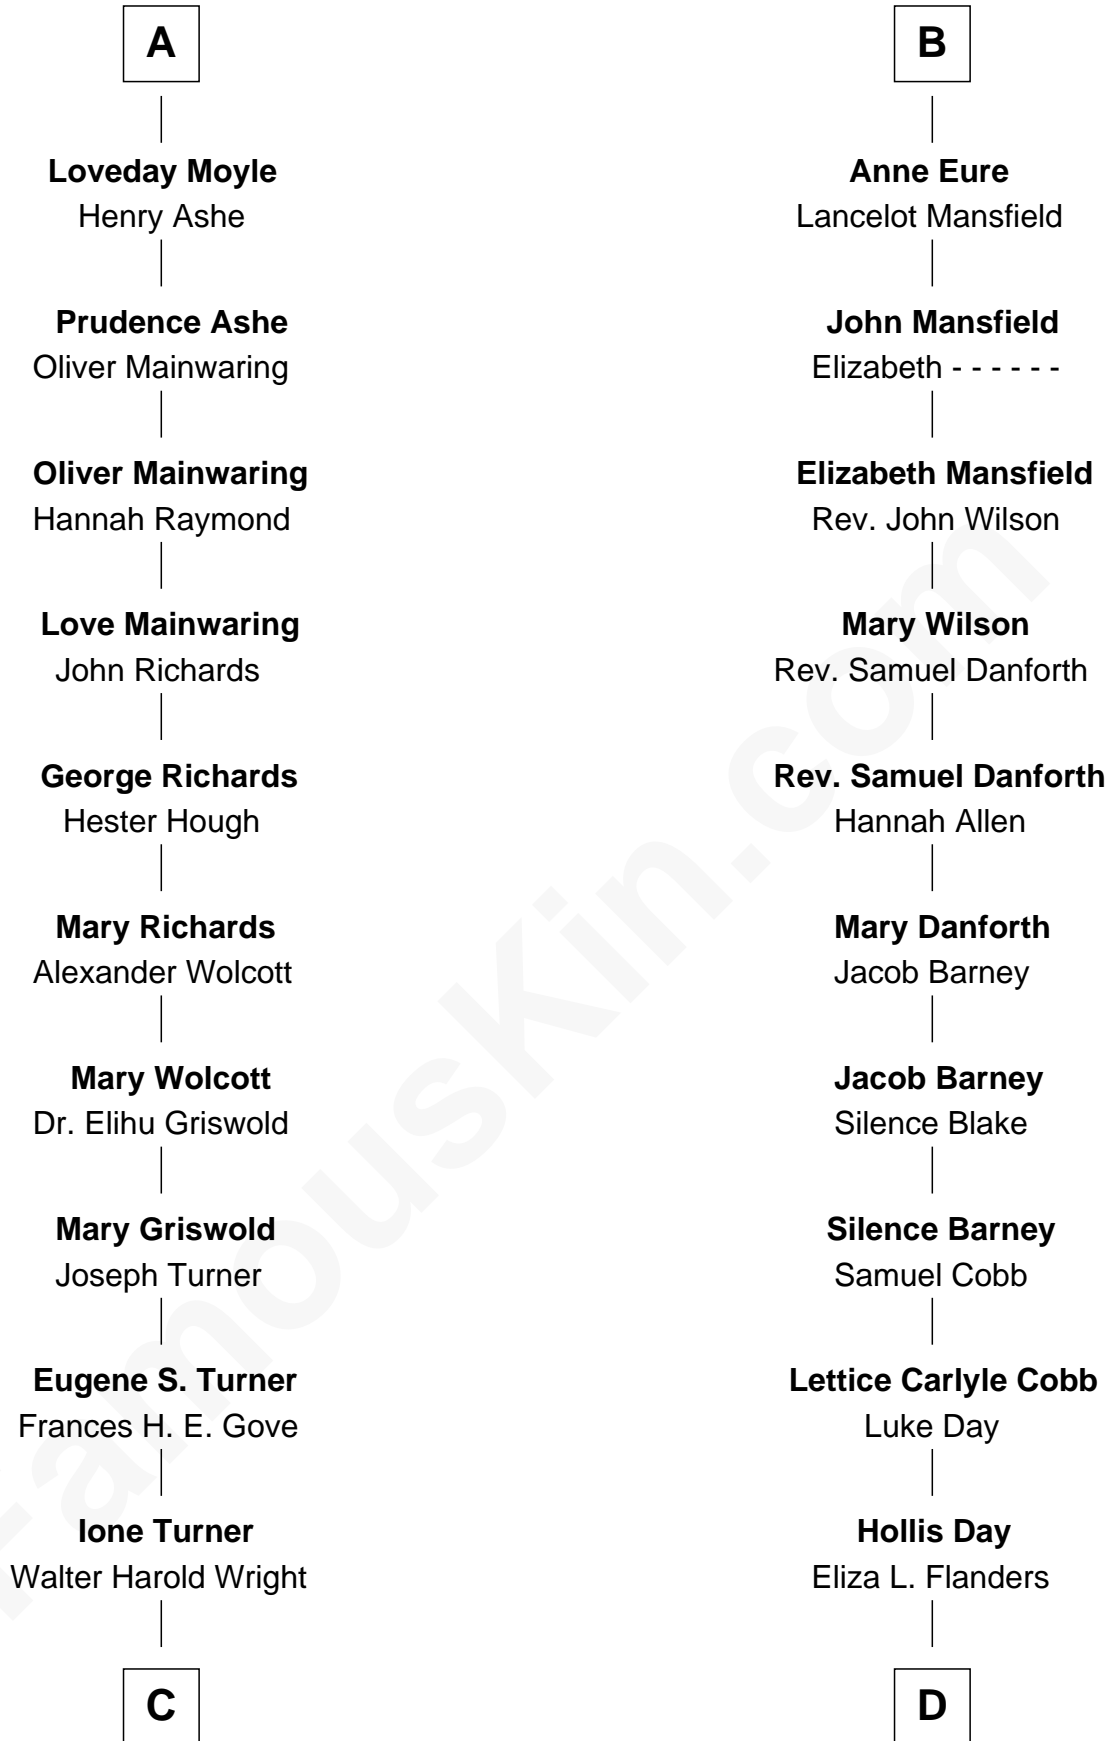 A
Loveday Moyle
Henry Ashe
Prudence Ashe
Oliver Mainwaring
Oliver Mainwaring
Hannah Raymond
Love Mainwaring
John Richards
George Richards
Hester Hough
Mary Richards
Alexander Wolcott
Mary Wolcott
Dr. Elihu Griswold
Mary Griswold
Joseph Turner
Eugene S. Turner
Frances H. E. Gove
Ione Turner
Walter Harold Wright
C
B
Anne Eure
Lancelot Mansfield
John Mansfield
Elizabeth - - - - - -
Elizabeth Mansfield
Rev. John Wilson
Mary Wilson
Rev. Samuel Danforth
Rev. Samuel Danforth
Hannah Allen
Mary Danforth
Jacob Barney
Jacob Barney
Silence Blake
Silence Barney
Samuel Cobb
Lettice Carlyle Cobb
Luke Day
Hollis Day
Eliza L. Flanders
D
FamousKin.com